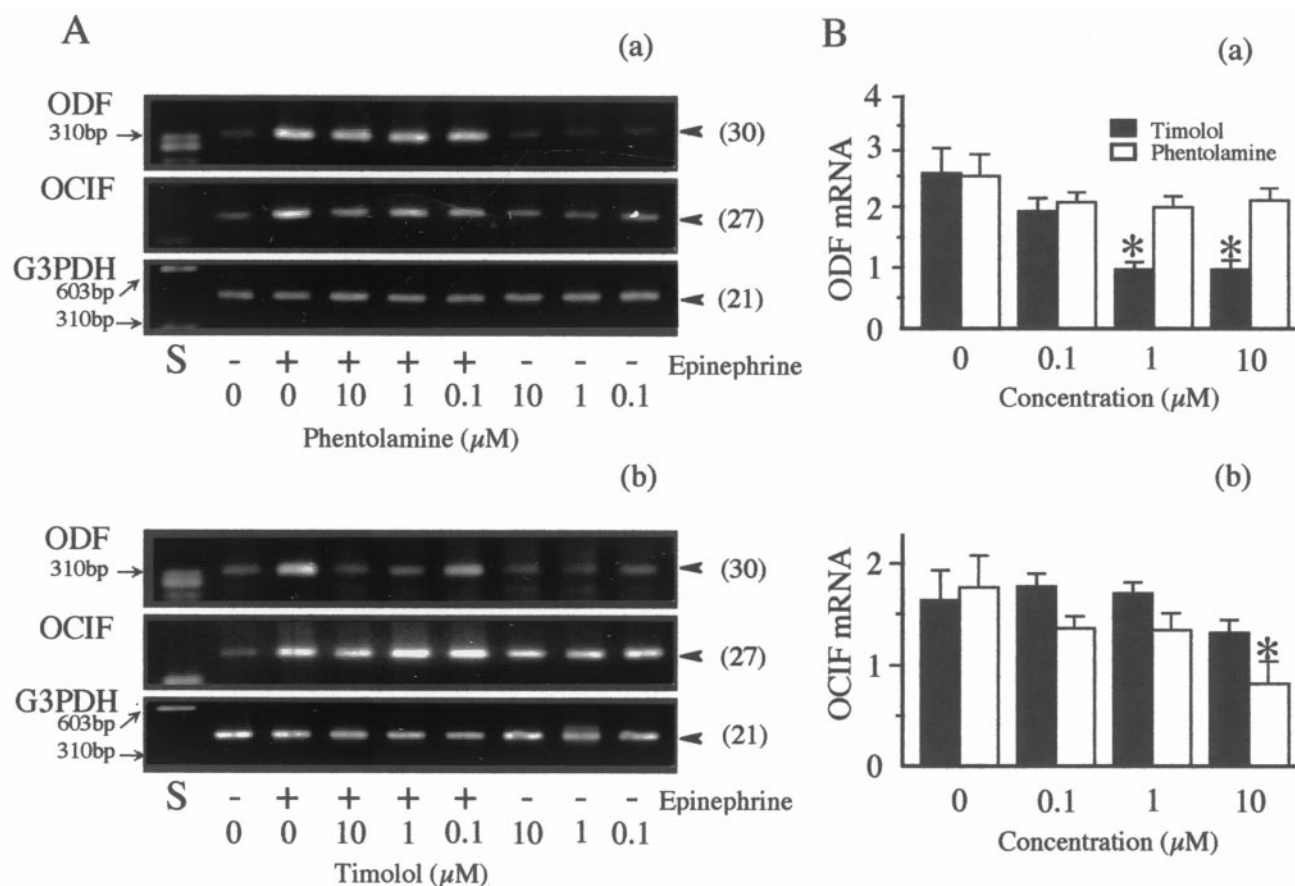 A
(a)
ODF
310bp
(30)
OCIF
(27)
G3PDH
603bp
310bp
(21)
S - + + + + - - - Epinephrine
0 0 10 1 0.1 10 1 0.1
Phentolamine (μM)
(b)
ODF
310bp
(30)
OCIF
(27)
G3PDH
603bp
310bp
(21)
S - + + + + - - - Epinephrine
0 0 10 1 0.1 10 1 0.1
Timolol (μM)
B
(a)
4
3
2
1
0
ODF mRNA
Timolol
Phentolamine
* *
0 0.1 1 10
Concentration (μM)
(b)
2
1
0
OCIF mRNA
*
0 0.1 1 10
Concentration (μM)